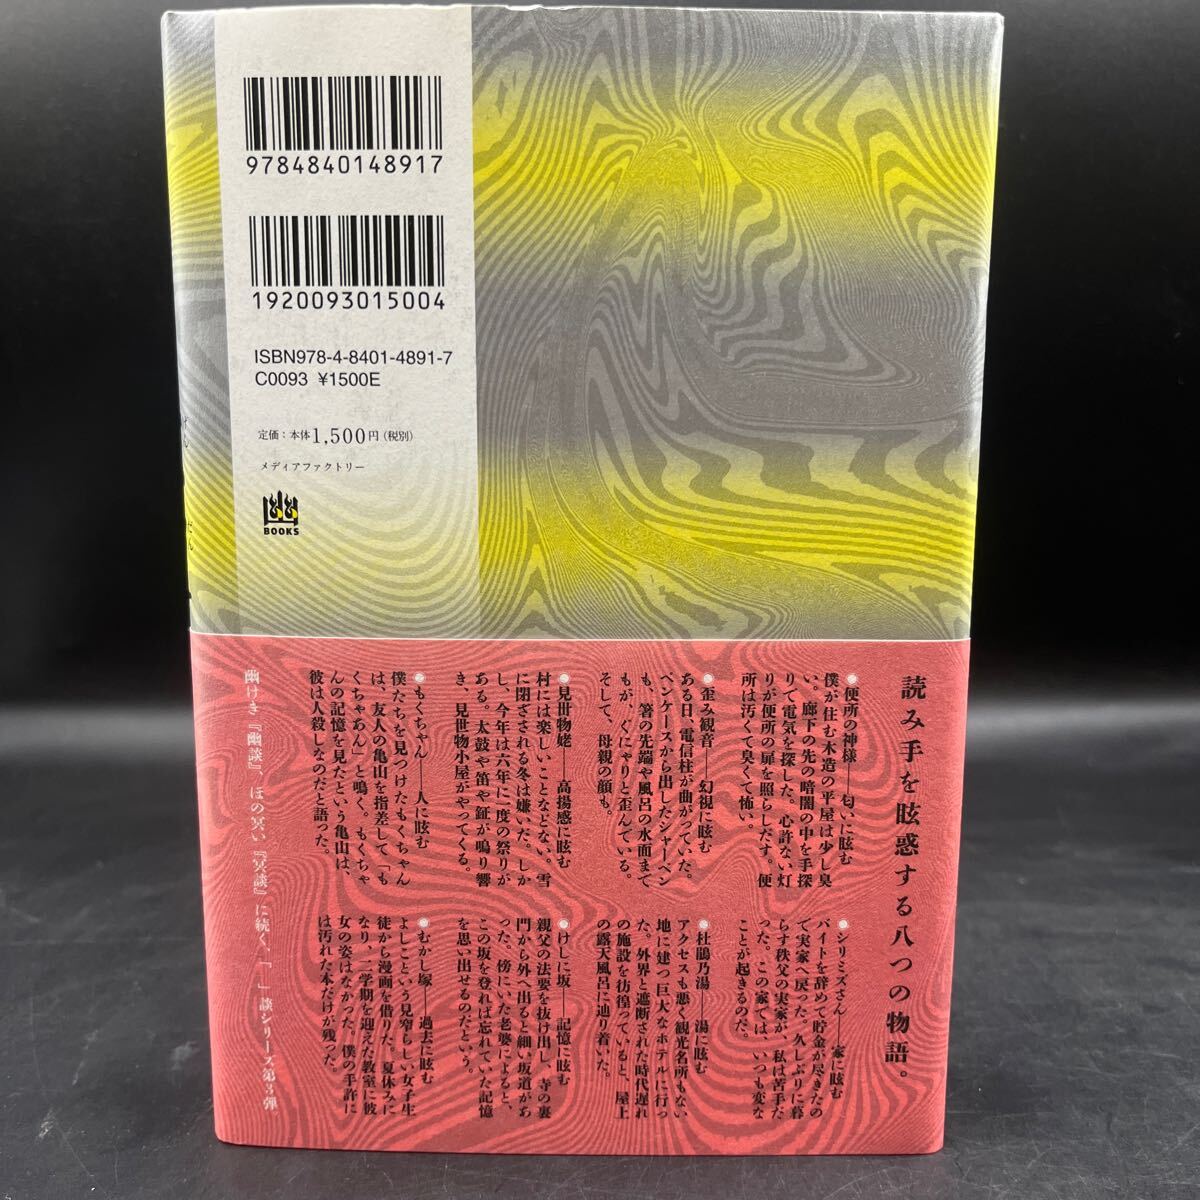 9784840148917
1920093015004
ISBN978-4-8401-4891-7
C0093 ¥1500E
定価：本体1,500円（税別）
メディアファクトリー
幽
BOOKS
読み手を眩惑する八つの物語。
●便所の神様――匂いに眩む
僕が住む木造の平屋は少し臭
い。廊下の先の暗闇の中を手探
りで電気を探した。心許ない灯
りが便所の扉を照らしだす。便
所は汚くて臭くて怖い。
●歪み観音――幻視に眩む
ある日、電信柱が曲がっていた。
ペンケースから出したシャーペン
も、箸の先端や風呂の水面まで
もが、ぐにゃりと歪んでいる。
そして、母親の顔も。
●見世物姥――高揚感に眩む
村には楽しいことなどない。雪
に閉ざされる冬は嫌いだ。しか
し、今年は六年に一度の祭りが
ある。太鼓や笛や鉦が鳴り響
き、見世物小屋がやってくる。
●もくちゃん――人に眩む
僕たちを見つけたもくちゃん
は、友人の亀山を指差して「も
くちゃあん」と鳴く。もくちゃ
んの記憶を見たという亀山は、
彼は人殺しなのだと語った。
●シリミズさん――家に眩む
バイトを辞めて貯金が尽きたの
で実家へ戻った。久しぶりに暮
らす秩父の実家が、私は苦手だ
った。この家では、いつも変な
ことが起きるのだ。
●杜鵑乃湯――湯に眩む
アクセスも悪く観光名所もない
地に建つ巨大なホテルに行っ
た。外界と遮断された時代遅れ
の施設を彷徨っていると、屋上
の露天風呂に辿り着いた。
●けしに坂――記憶に眩む
親父の法要を抜け出し、寺の裏
門から外へ出ると細い坂道があ
った。傍にいた老婆によると、
この坂を登れば忘れていた記憶
を思い出せるのだという。
●むかし塚――過去に眩む
よしこという見窄らしい女子生
徒から漫画を借りた。夏休みに
なり、二学期を迎えた教室に彼
女の姿はなかった。僕の手許に
は汚れた本だけが残った。
幽けき『幽談』、ほの冥い『冥談』に続く、「 」談シリーズ第3弾